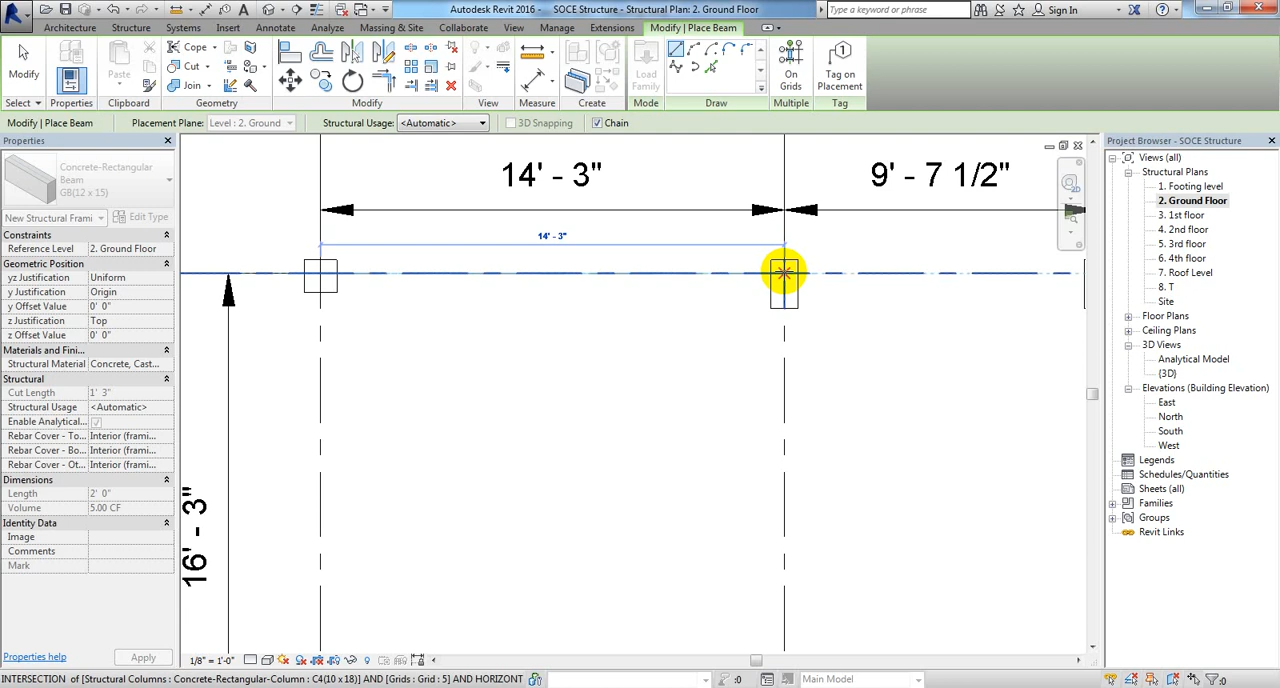 Autodesk Revit 2016 - SOCE Structure - Structural Plan: 2. Ground Floor
Type a keyword or phrase
Sign In
Architecture Structure Systems Insert Annotate Analyze Massing & Site Collaborate View Manage Extensions Modify | Place Beam
Modify
Properties
Paste
Cope
Cut
Join
Load
Family
On
Grids
Tag on
Placement
Select Properties Clipboard Geometry Modify View Measure Create Mode Draw Multiple Tag
Modify | Place Beam Placement Plane: Level : 2. Ground Structural Usage: <Automatic> 3D Snapping Chain
Properties
Concrete-Rectangular
Beam
GB(12 x 15)
New Structural Frami Edit Type
Constraints
Reference Level 2. Ground Floor
Geometric Position
yz Justification Uniform
y Justification Origin
y Offset Value 0' 0"
z Justification Top
z Offset Value 0' 0"
Materials and Fini...
Structural Material Concrete, Cast...
Structural
Cut Length 1' 3"
Structural Usage <Automatic>
Enable Analytical...
Rebar Cover - To... Interior (frami...
Rebar Cover - Bo... Interior (frami...
Rebar Cover - Ot... Interior (frami...
Dimensions
Length 2' 0"
Volume 5.00 CF
Identity Data
Image
Comments
Mark
Properties help Apply
14' - 3"
9' - 7 1/2"
14' - 3"
16' - 3"
1/8" = 1'-0"
Project Browser - SOCE Structure
Views (all)
Structural Plans
1. Footing level
2. Ground Floor
3. 1st floor
4. 2nd floor
5. 3rd floor
6. 4th floor
7. Roof Level
8. T
Site
Floor Plans
Ceiling Plans
3D Views
Analytical Model
{3D}
Elevations (Building Elevation)
East
North
South
West
Legends
Schedules/Quantities
Sheets (all)
Families
Groups
Revit Links
INTERSECTION of [Structural Columns : Concrete-Rectangular-Column : C4(10 x 18)] AND [Grids : Grid : 5] AND HORIZONT
:0
Main Model
:0